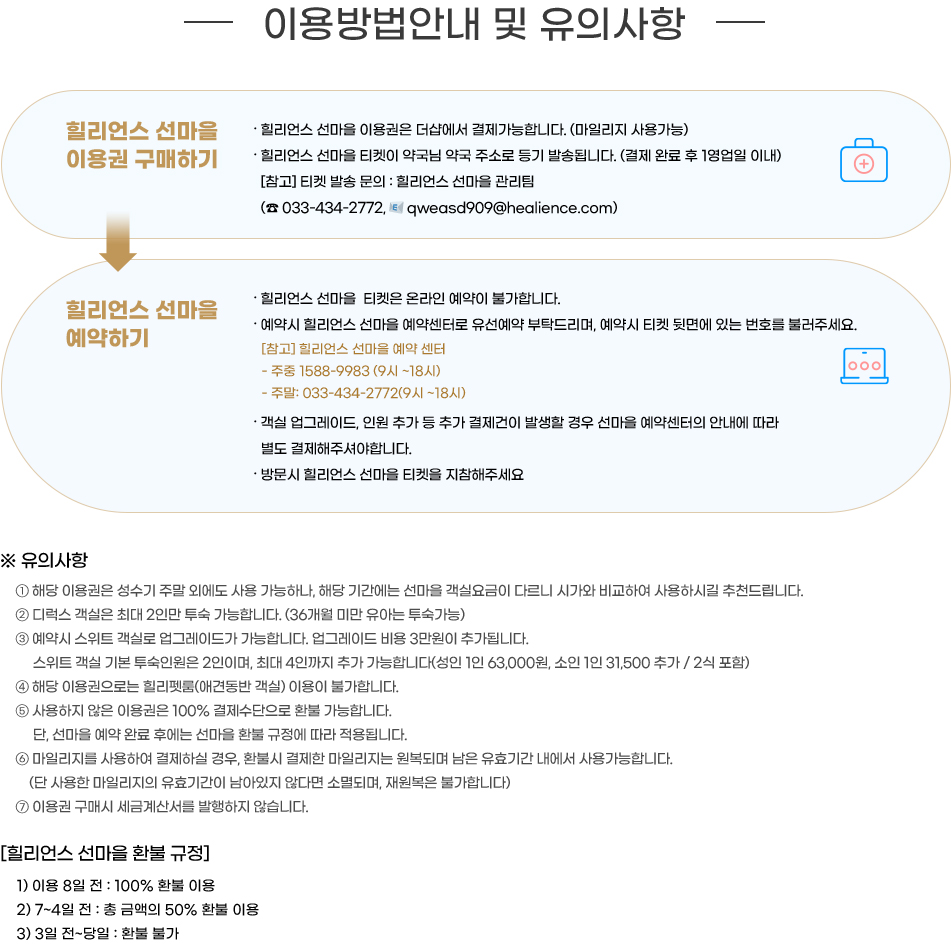 이용방법안내 및 유의사항
힐리언스 선마을
이용권 구매하기
· 힐리언스 선마을 이용권은 더샵에서 결제가능합니다. (마일리지 사용가능)
· 힐리언스 선마을 티켓이 약국님 약국 주소로 등기 발송됩니다. (결제 완료 후 1영업일 이내)
[참고] 티켓 발송 문의 : 힐리언스 선마을 관리팀
(☎ 033-434-2772, 📧 qweasd909@healience.com)
힐리언스 선마을
예약하기
· 힐리언스 선마을 티켓은 온라인 예약이 불가합니다.
· 예약시 힐리언스 선마을 예약센터로 유선예약 부탁드리며, 예약시 티켓 뒷면에 있는 번호를 불러주세요.
[참고] 힐리언스 선마을 예약 센터
- 주중 1588-9983 (9시 ~18시)
- 주말: 033-434-2772(9시 ~18시)
· 객실 업그레이드, 인원 추가 등 추가 결제건이 발생할 경우 선마을 예약센터의 안내에 따라
별도 결제해주셔야합니다.
· 방문시 힐리언스 선마을 티켓을 지참해주세요
※ 유의사항
① 해당 이용권은 성수기 주말 외에도 사용 가능하나, 해당 기간에는 선마을 객실요금이 다르니 시가와 비교하여 사용하시길 추천드립니다.
② 디럭스 객실은 최대 2인만 투숙 가능합니다. (36개월 미만 유아는 투숙가능)
③ 예약시 스위트 객실로 업그레이드가 가능합니다. 업그레이드 비용 3만원이 추가됩니다.
스위트 객실 기본 투숙인원은 2인이며, 최대 4인까지 추가 가능합니다(성인 1인 63,000원, 소인 1인 31,500 추가 / 2식 포함)
④ 해당 이용권으로는 힐리펫룸(애견동반 객실) 이용이 불가합니다.
⑤ 사용하지 않은 이용권은 100% 결제수단으로 환불 가능합니다.
단, 선마을 예약 완료 후에는 선마을 환불 규정에 따라 적용됩니다.
⑥ 마일리지를 사용하여 결제하실 경우, 환불시 결제한 마일리지는 원복되며 남은 유효기간 내에서 사용가능합니다.
(단 사용한 마일리지의 유효기간이 남아있지 않다면 소멸되며, 재원복은 불가합니다)
⑦ 이용권 구매시 세금계산서를 발행하지 않습니다.
[힐리언스 선마을 환불 규정]
1) 이용 8일 전 : 100% 환불 이용
2) 7~4일 전 : 총 금액의 50% 환불 이용
3) 3일 전~당일 : 환불 불가